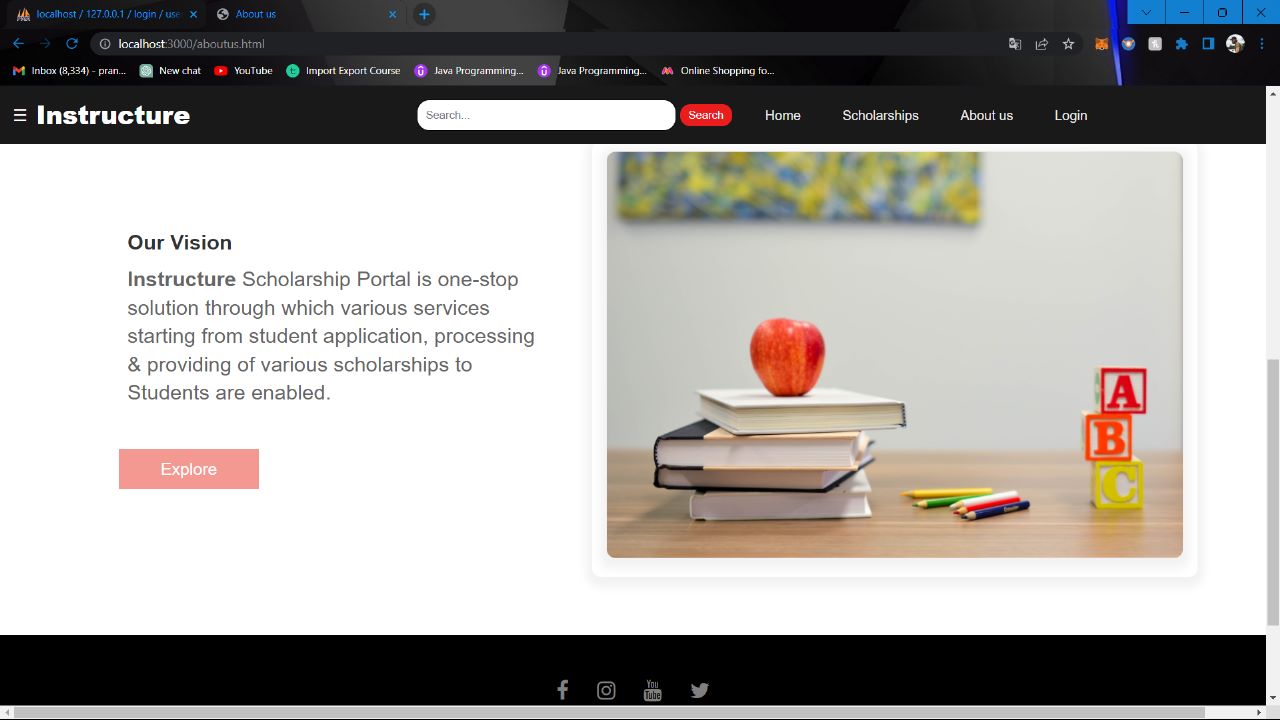 localhost / 127.0.0.1 / login / use
About us
localhost:3000/aboutus.html
Inbox (8,334) - pran...
New chat
YouTube
Import Export Course
Java Programming...
Java Programming...
Online Shopping fo...
☰ Instructure
Search...
Search
Home
Scholarships
About us
Login
Our Vision
Instructure Scholarship Portal is one-stop
solution through which various services
starting from student application, processing
& providing of various scholarships to
Students are enabled.
Explore
A
B
C
You
Tube